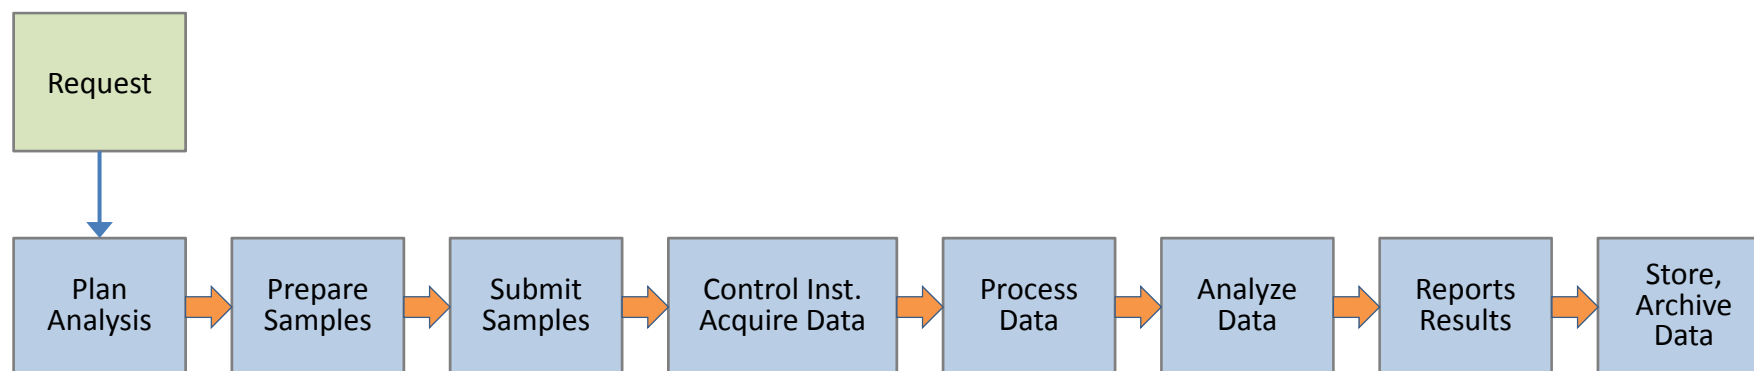 Request
Plan
Analysis
Prepare
Samples
Submit
Samples
Control Inst.
Acquire Data
Process
Data
Analyze
Data
Reports
Results
Store,
Archive
Data